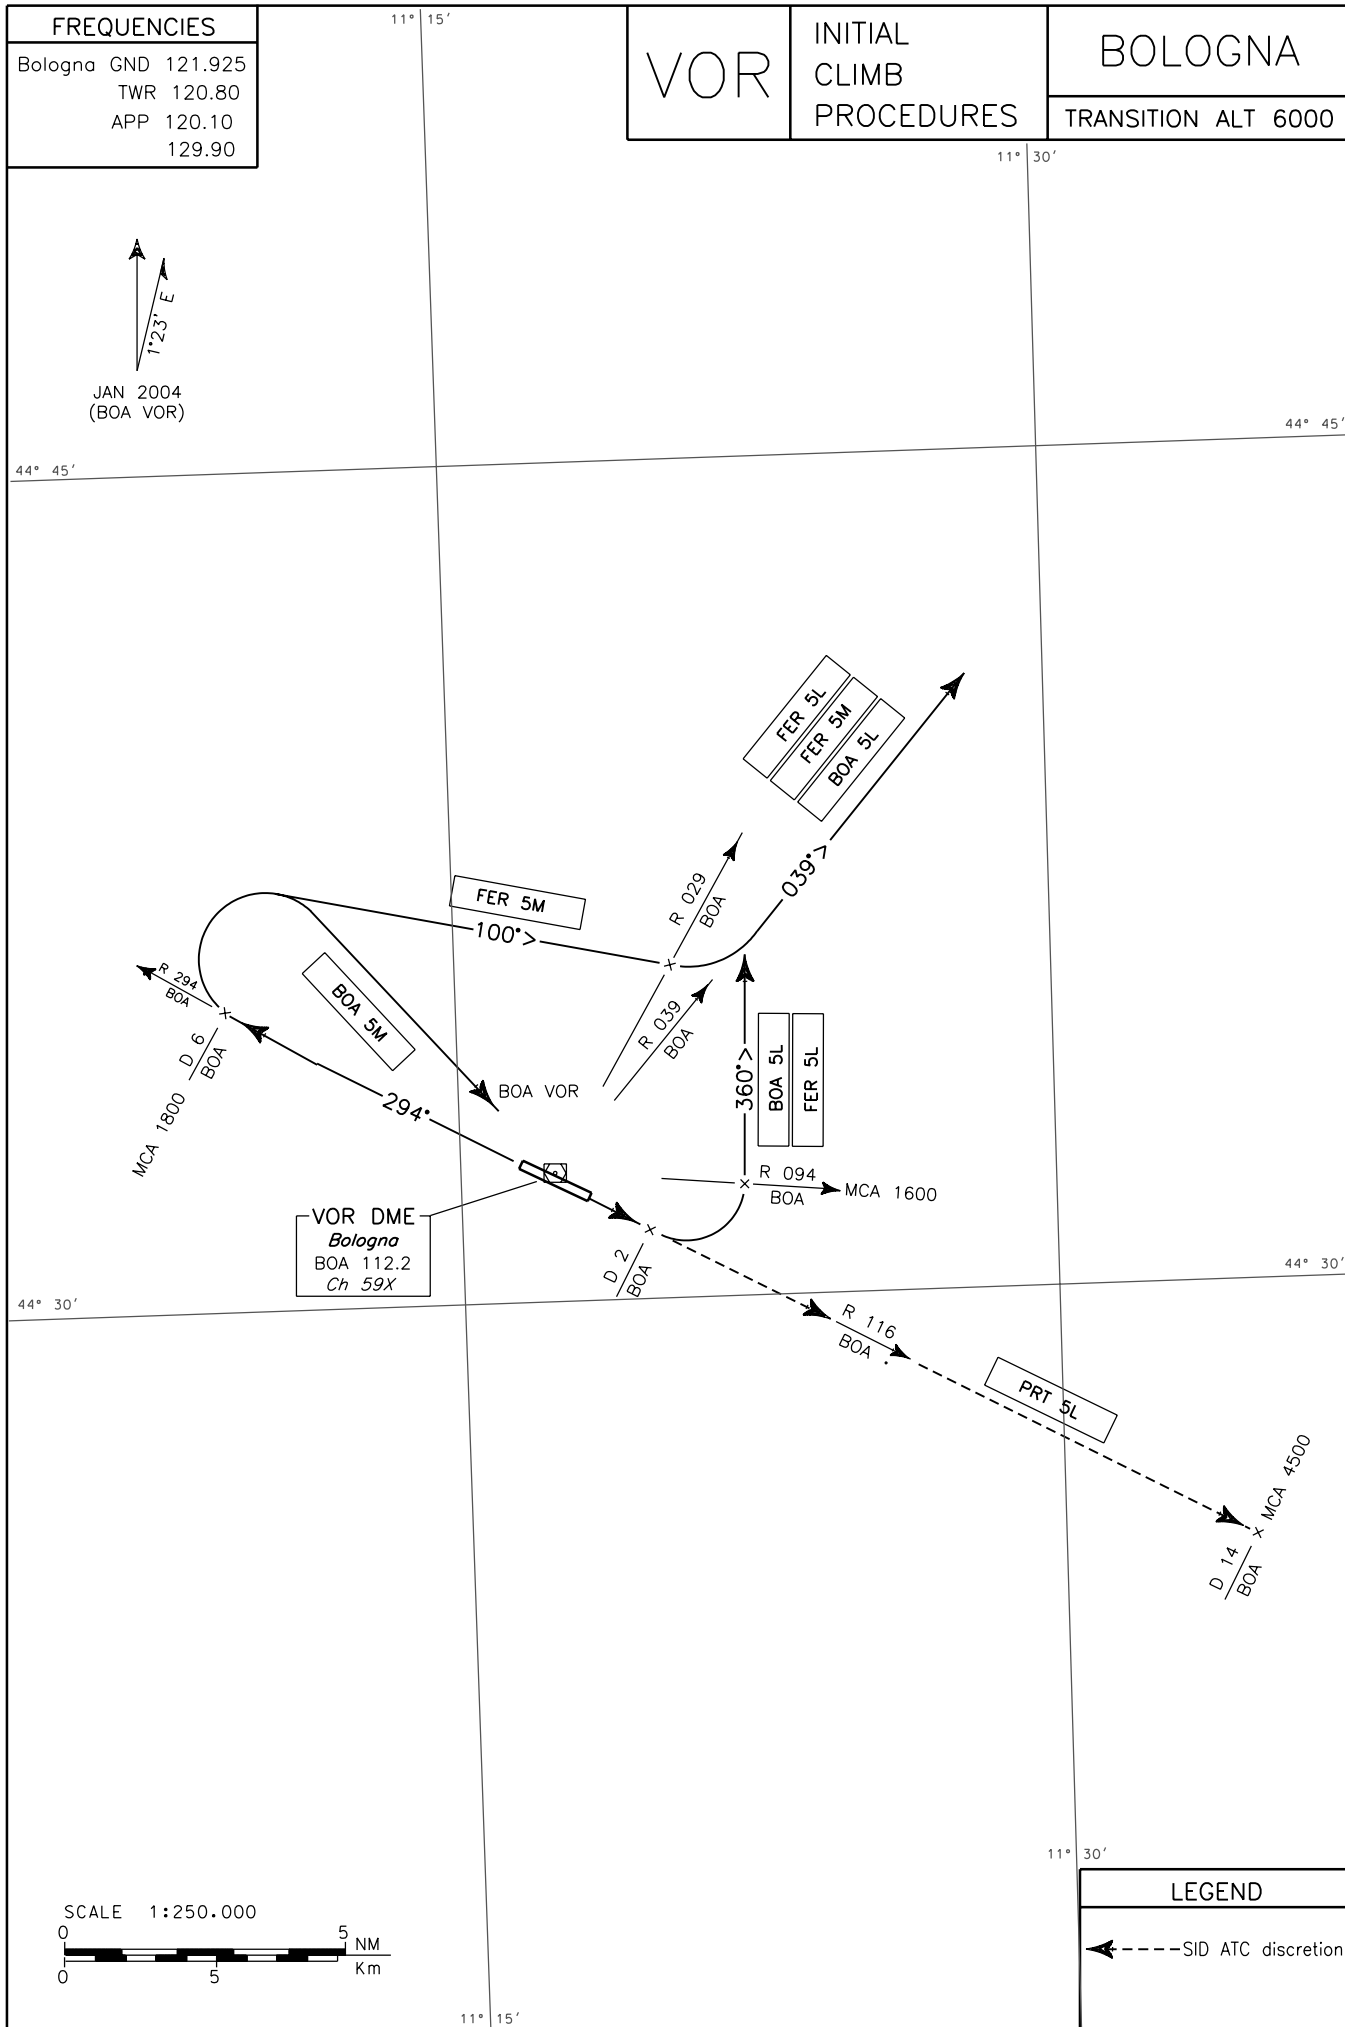 FREQUENCIES
Bologna GND 121.925
TWR 120.80
APP 120.10
129.90
11° 15'
VOR
INITIAL
CLIMB
PROCEDURES
BOLOGNA
TRANSITION ALT 6000
11° 30'
1°23' E
JAN 2004
(BOA VOR)
44° 45'
44° 45'
FER 5L
FER 5M
BOA 5L
039°>
R 029
BOA
FER 5M
100°>
R 294
BOA
BOA 5M
R 039
BOA
D 6
BOA
MCA 1800
294°
BOA VOR
360°>
BOA 5L
FER 5L
R 094
BOA
MCA 1600
VOR DME
Bologna
BOA 112.2
Ch 59X
D 2
BOA
44° 30'
44° 30'
R 116
BOA
PRT 5L
MCA 4500
D 14
BOA
11° 30'
LEGEND
SID ATC discretion
SCALE 1:250.000
0 5 NM
0 5 Km
11° 15'